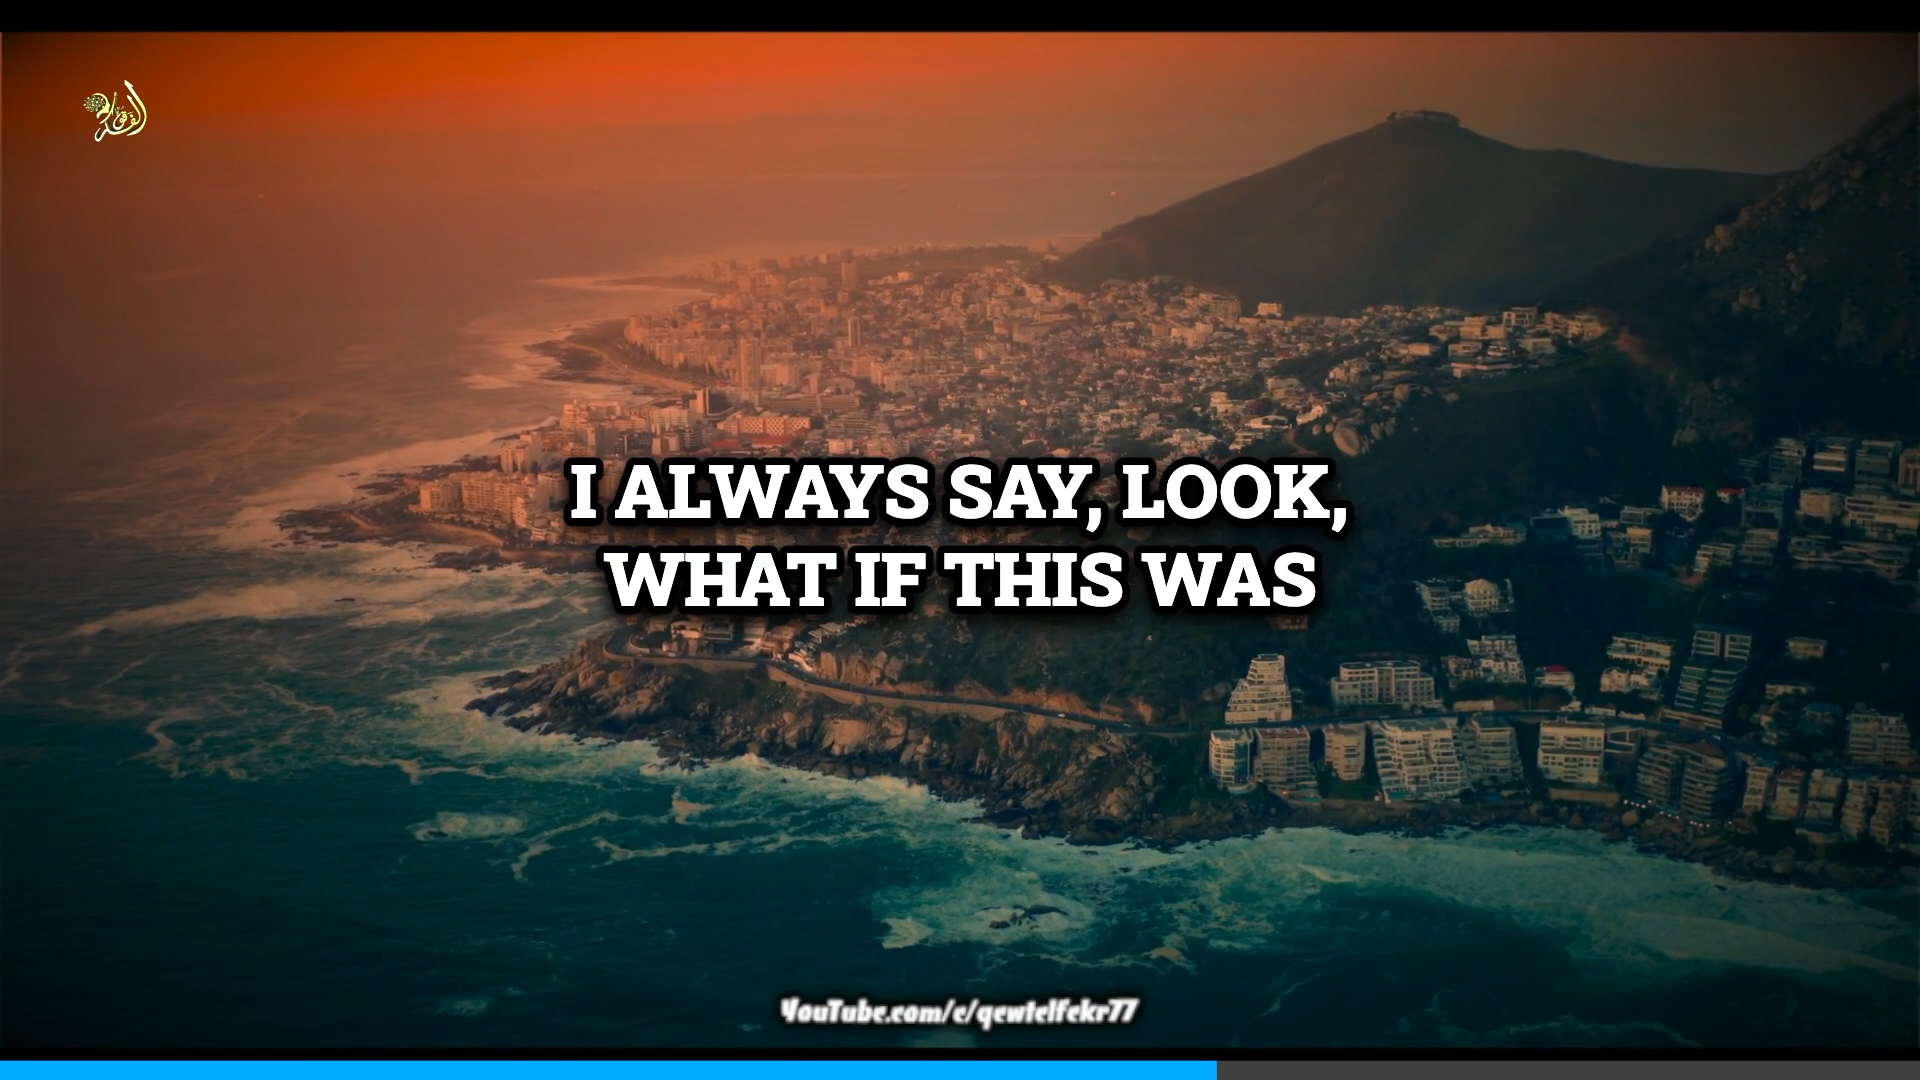 I ALWAYS SAY, LOOK,
WHAT IF THIS WAS
YouTube.com/c/qewtelfekr77